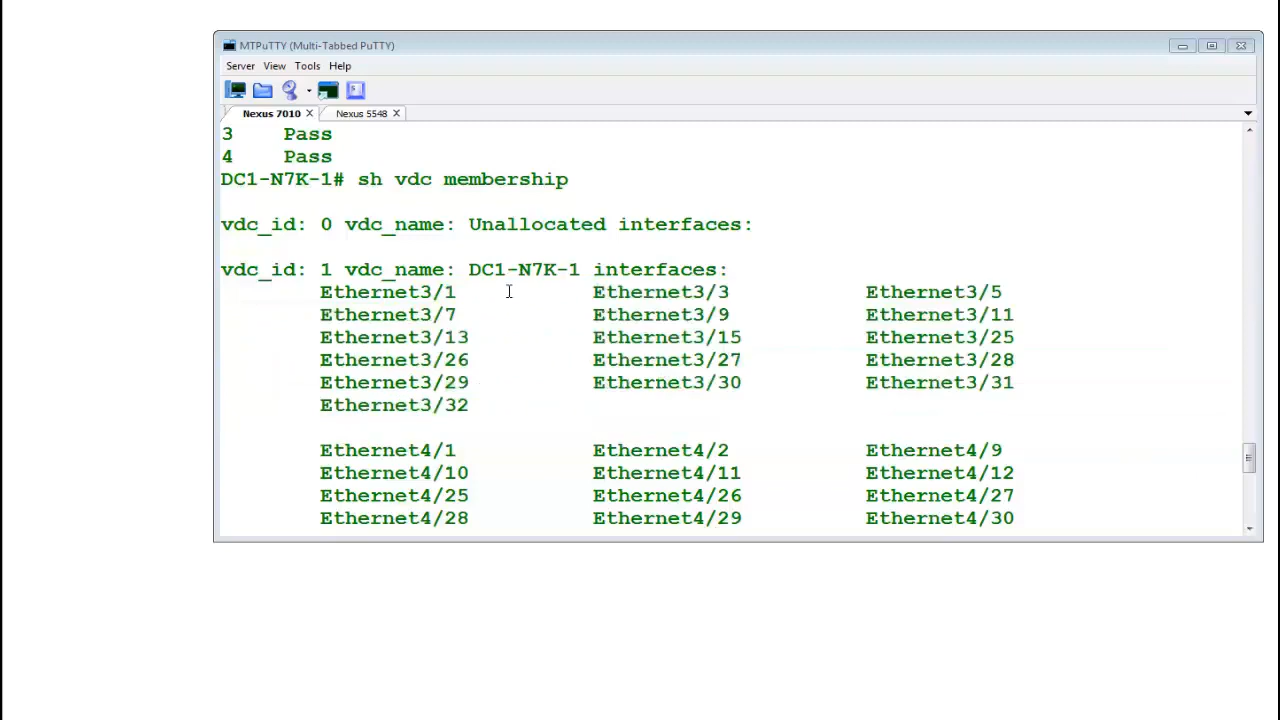 MTPuTTY (Multi-Tabbed PuTTY)
Server View Tools Help
Nexus 7010 Nexus 5548
3 Pass
4 Pass
DC1-N7K-1# sh vdc membership
vdc_id: 0 vdc_name: Unallocated interfaces:
vdc_id: 1 vdc_name: DC1-N7K-1 interfaces:
Ethernet3/1 Ethernet3/3 Ethernet3/5
Ethernet3/7 Ethernet3/9 Ethernet3/11
Ethernet3/13 Ethernet3/15 Ethernet3/25
Ethernet3/26 Ethernet3/27 Ethernet3/28
Ethernet3/29 Ethernet3/30 Ethernet3/31
Ethernet3/32
Ethernet4/1 Ethernet4/2 Ethernet4/9
Ethernet4/10 Ethernet4/11 Ethernet4/12
Ethernet4/25 Ethernet4/26 Ethernet4/27
Ethernet4/28 Ethernet4/29 Ethernet4/30